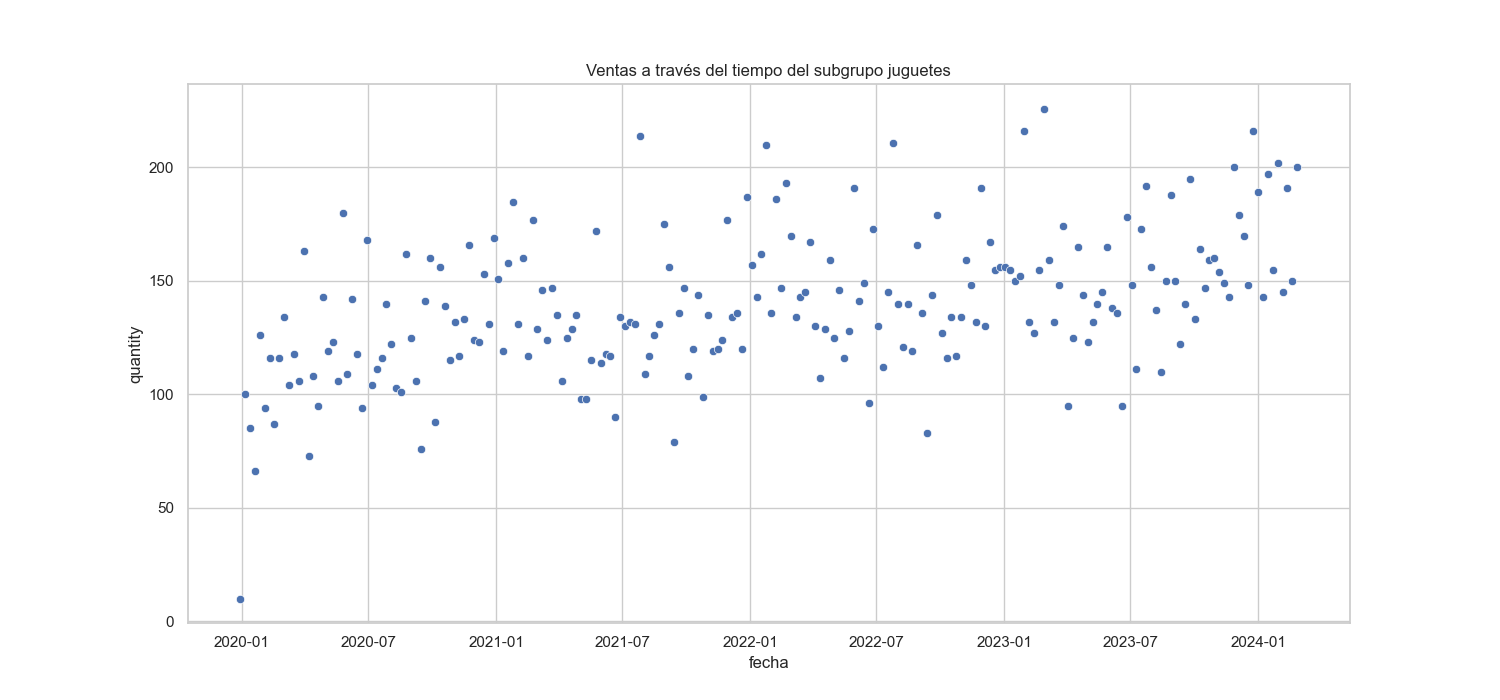 Ventas a través del tiempo del subgrupo juguetes
quantity
200
150
100
50
0
2020-01 2020-07 2021-01 2021-07 2022-01 2022-07 2023-01 2023-07 2024-01
fecha